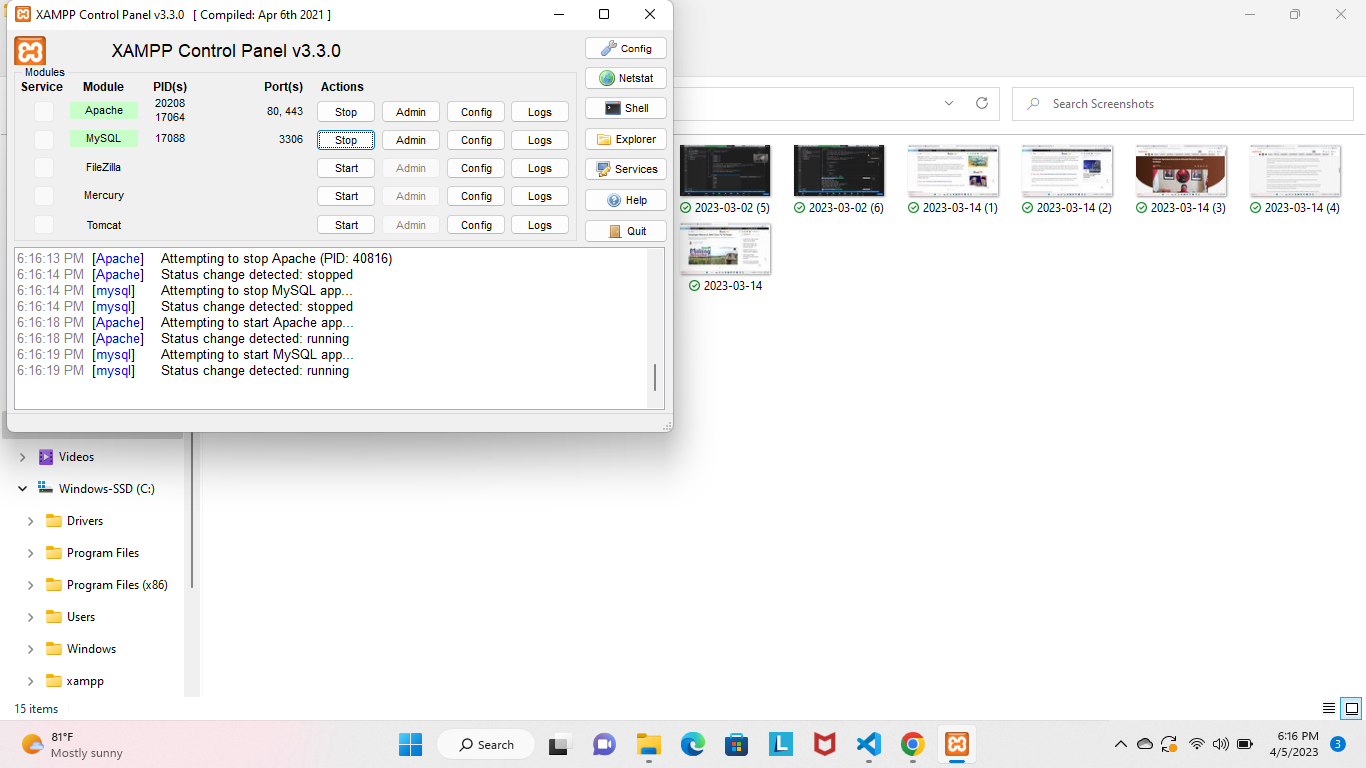 XAMPP Control Panel v3.3.0 [ Compiled: Apr 6th 2021 ]
XAMPP Control Panel v3.3.0
Config
Modules
Service Module PID(s) Port(s) Actions
Netstat
Apache 20208 17064 80, 443 Stop Admin Config Logs
Shell
MySQL 17088 3306 Stop Admin Config Logs
Explorer
FileZilla Start Admin Config Logs
Services
Mercury Start Admin Config Logs
Help
Tomcat Start Admin Config Logs
Quit
6:16:13 PM [Apache] Attempting to stop Apache (PID: 40816)
6:16:14 PM [Apache] Status change detected: stopped
6:16:14 PM [mysql] Attempting to stop MySQL app...
6:16:14 PM [mysql] Status change detected: stopped
6:16:18 PM [Apache] Attempting to start Apache app...
6:16:18 PM [Apache] Status change detected: running
6:16:19 PM [mysql] Attempting to start MySQL app...
6:16:19 PM [mysql] Status change detected: running
Search Screenshots
2023-03-02 (5) 2023-03-02 (6) 2023-03-14 (1) 2023-03-14 (2) 2023-03-14 (3) 2023-03-14 (4)
2023-03-14
Videos
Windows-SSD (C:)
Drivers
Program Files
Program Files (x86)
Users
Windows
xampp
15 items
81°F
Mostly sunny
Search
L
6:16 PM
4/5/2023
3